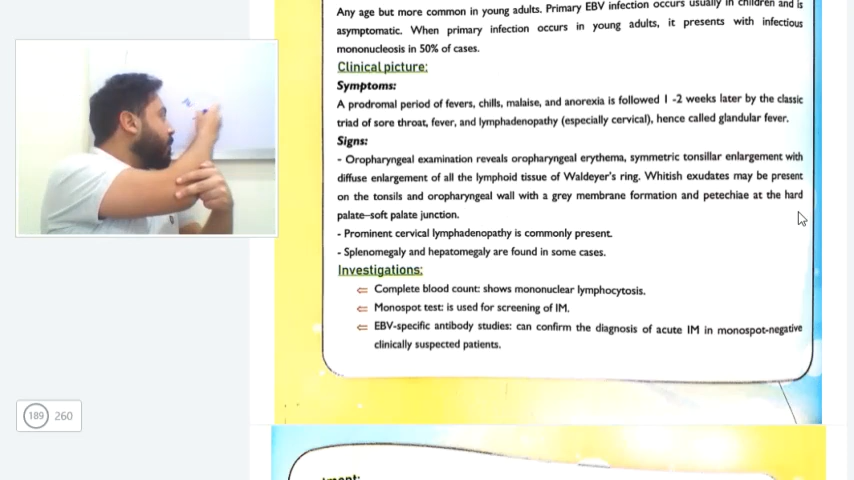 Any age but more common in young adults. Primary EBV infection occurs usually in children and is
asymptomatic. When primary infection occurs in young adults, it presents with infectious
mononucleosis in 50% of cases.
Clinical picture:
Symptoms:
A prodromal period of fevers, chills, malaise, and anorexia is followed 1 -2 weeks later by the classic
triad of sore throat, fever, and lymphadenopathy (especially cervical), hence called glandular fever.
Signs:
- Oropharyngeal examination reveals oropharyngeal erythema, symmetric tonsillar enlargement with
diffuse enlargement of all the lymphoid tissue of Waldeyer's ring. Whitish exudates may be present
on the tonsils and oropharyngeal wall with a grey membrane formation and petechiae at the hard
palate–soft palate junction.
- Prominent cervical lymphadenopathy is commonly present.
- Splenomegaly and hepatomegaly are found in some cases.
Investigations:
⇐ Complete blood count: shows mononuclear lymphocytosis.
⇐ Monospot test: is used for screening of IM.
⇐ EBV-specific antibody studies: can confirm the diagnosis of acute IM in monospot-negative
clinically suspected patients.
189 260